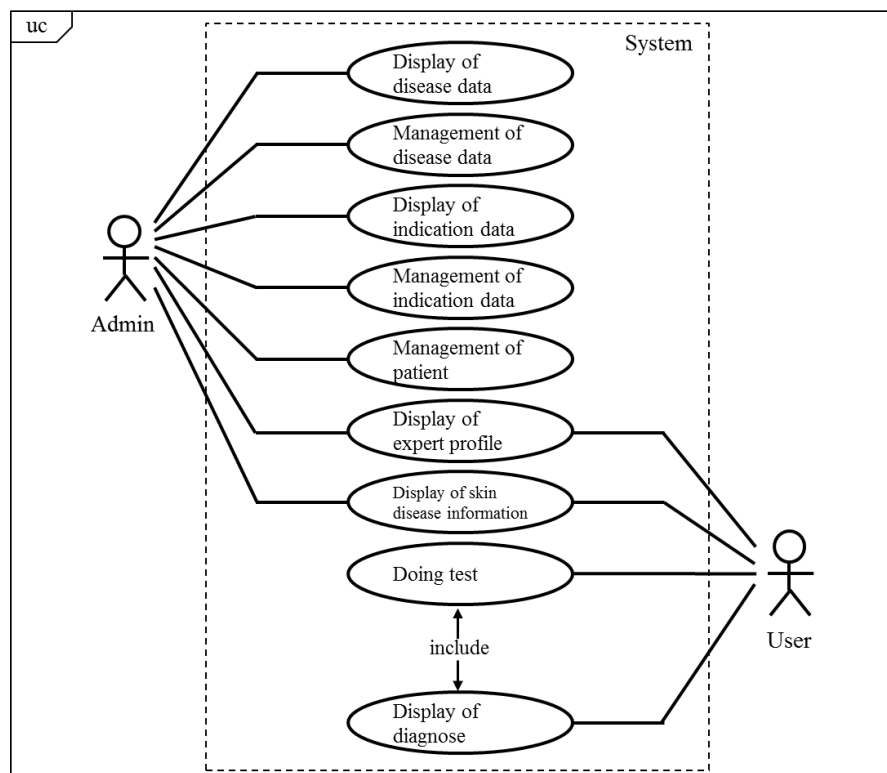 uc
System
Display of
disease data
Management of
disease data
Display of
indication data
Management of
indication data
Admin
Management of
patient
Display of
expert profile
Display of skin
disease information
Doing test
User
include
Display of
diagnose